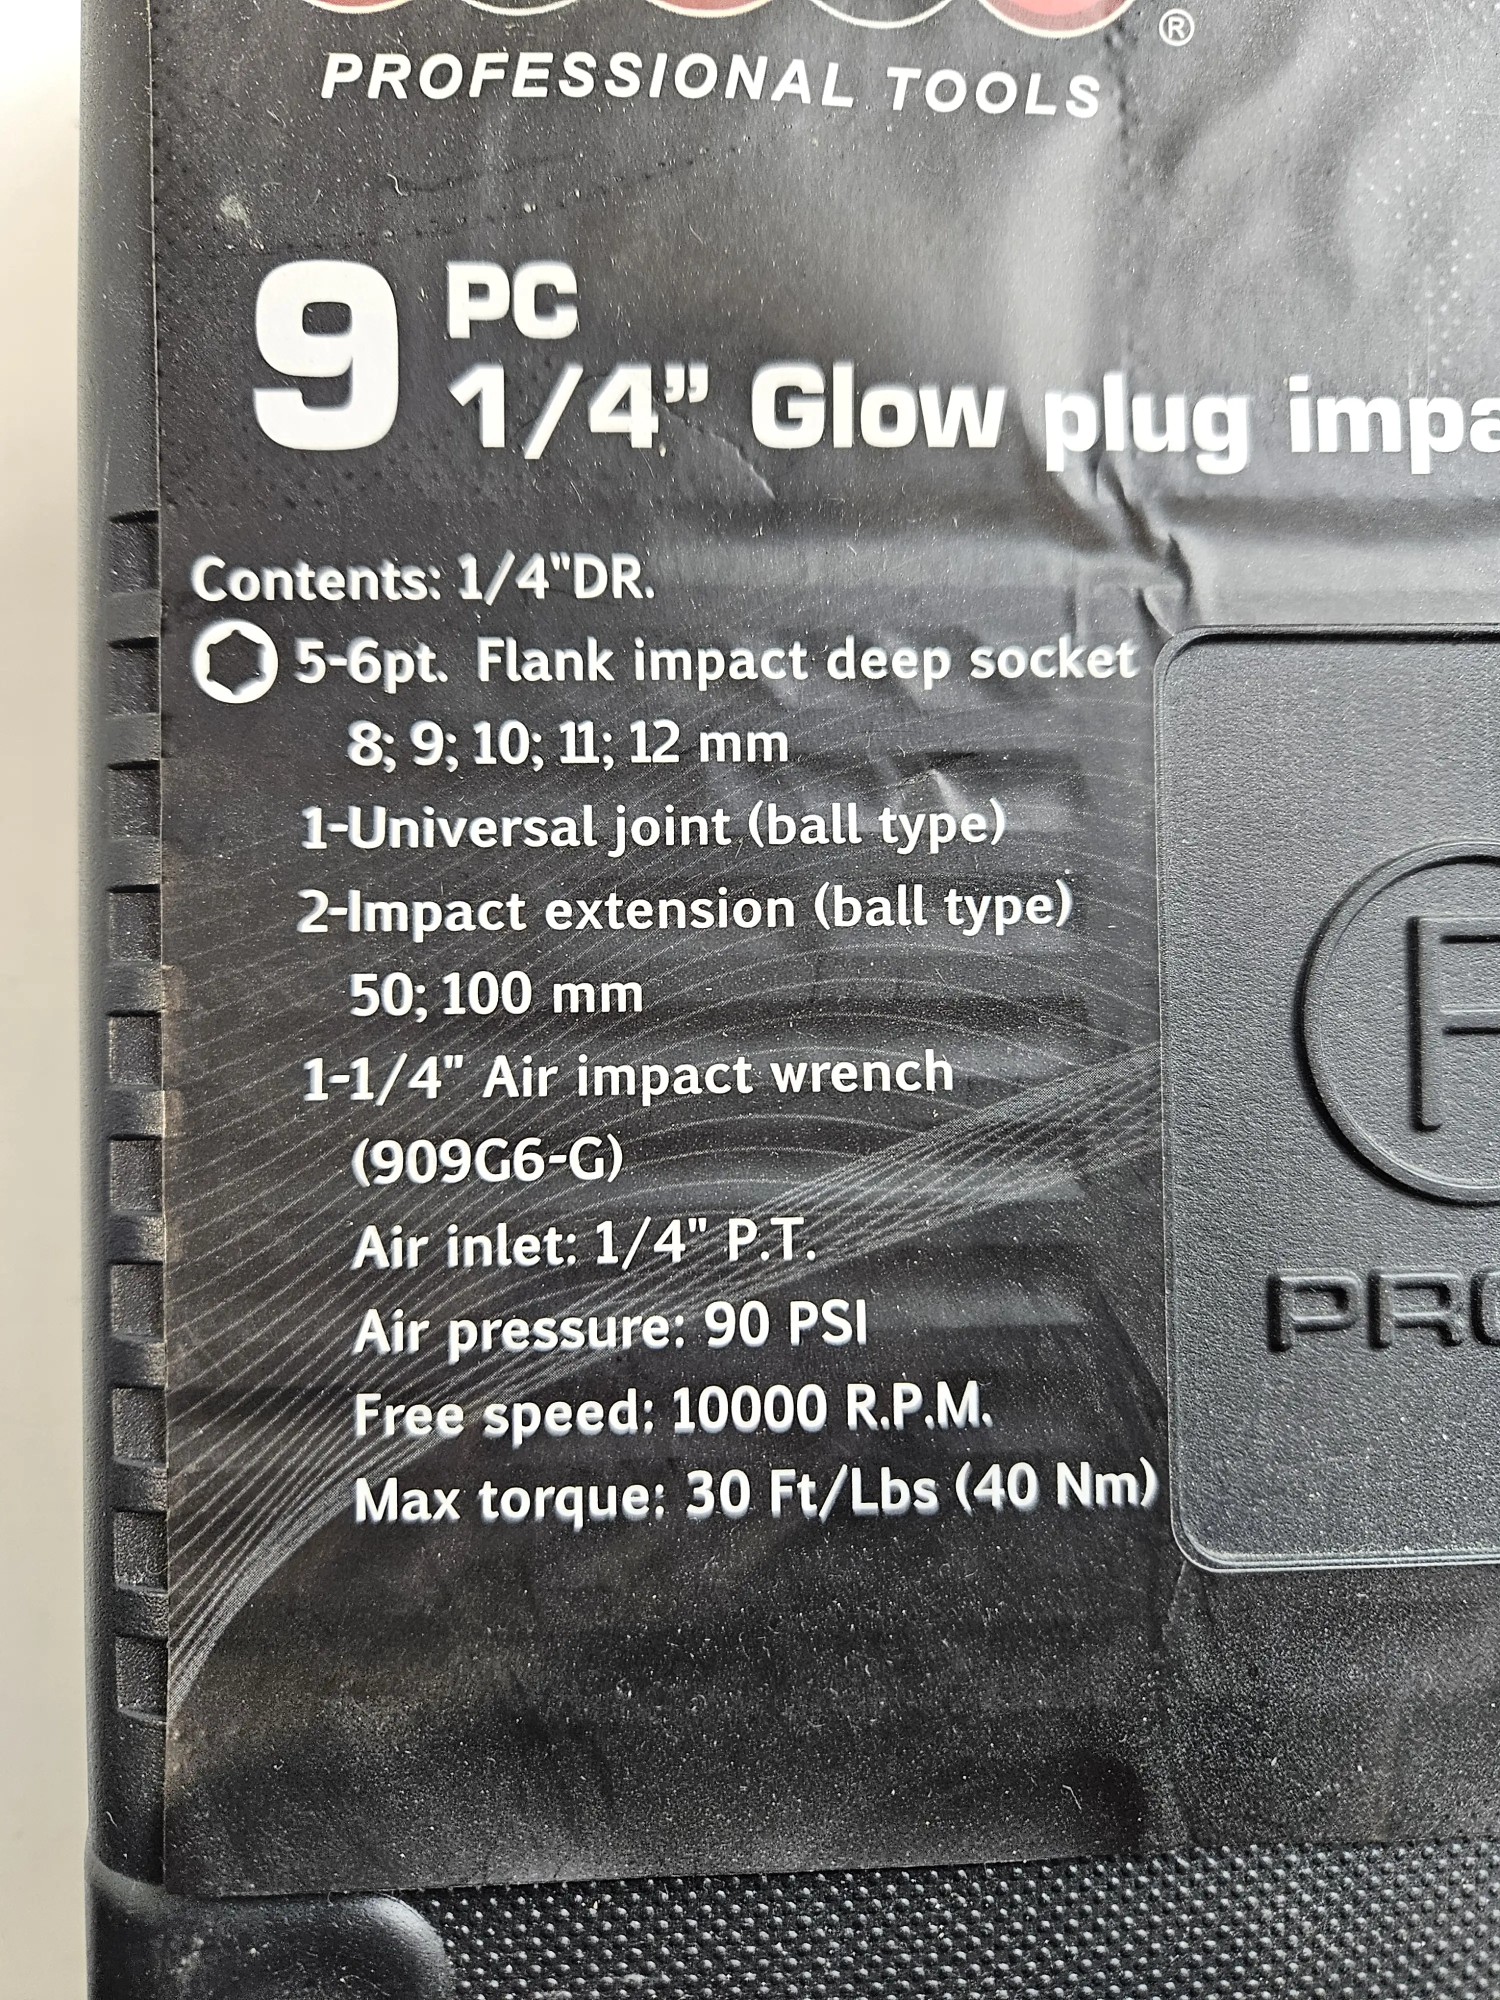 ®
PROFESSIONAL TOOLS
9 PC
1/4” Glow plug impa
Contents: 1/4"DR.
5-6pt. Flank impact deep socket
8; 9; 10; 11; 12 mm
1-Universal joint (ball type)
2-Impact extension (ball type)
50; 100 mm
1-1/4" Air impact wrench
(909G6-G)
Air inlet: 1/4" P.T.
Air pressure: 90 PSI
Free speed: 10000 R.P.M.
Max torque: 30 Ft/Lbs (40 Nm)
PRO